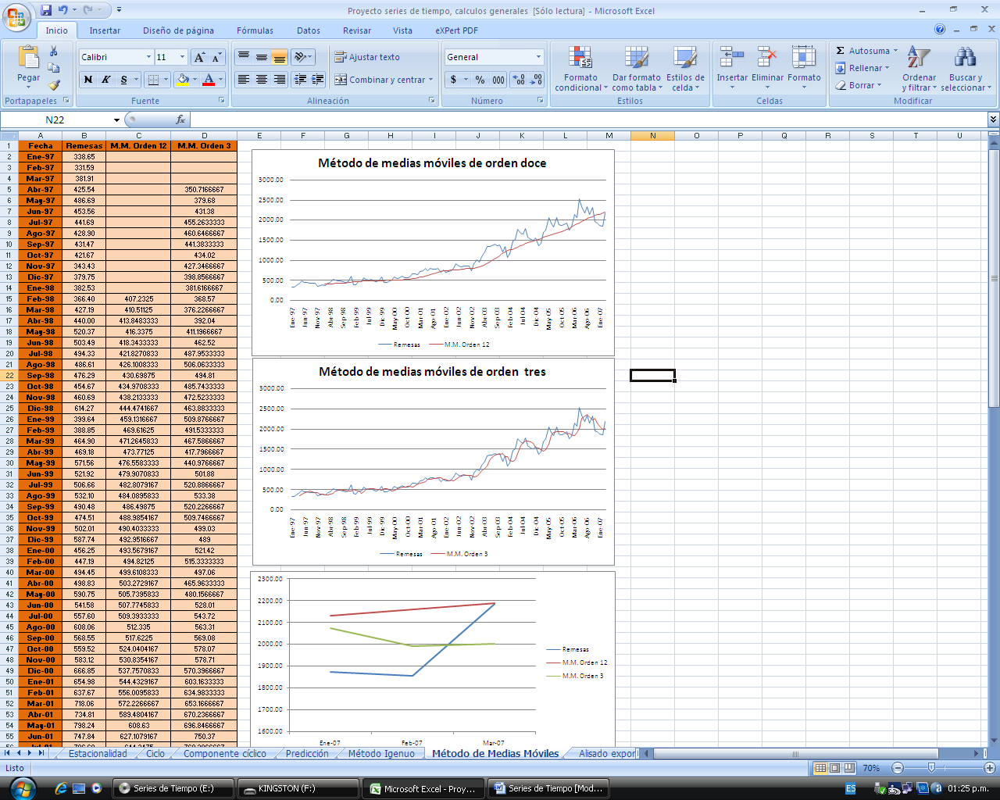 Proyecto series de tiempo, calculos generales [Sólo lectura] - Microsoft Excel
Inicio Insertar Diseño de página Fórmulas Datos Revisar Vista eXPert PDF
Pegar Calibri 11 Ajustar texto General Formato condicional Dar formato como tabla Estilos de celda Insertar Eliminar Formato Autosuma Rellenar Borrar Ordenar y filtrar Buscar y seleccionar
N K S Combinar y centrar $ % 000
Portapapeles Fuente Alineación Número Estilos Celdas Modificar
N22 fx
A B C D E F G H I J K L M N O P Q R S T U
1 Fecha Remesas M.M. Orden 12 M.M. Orden 3
2 Ene-97 338.65
3 Feb-97 331.59
4 Mar-97 381.91
5 Abr-97 425.54 350.7166667
6 May-97 486.69 379.68
7 Jun-97 453.56 431.38
8 Jul-97 441.69 455.2633333
9 Ago-97 428.90 460.6466667
10 Sep-97 431.47 441.3833333
11 Oct-97 421.67 434.02
12 Nov-97 343.43 427.3466667
13 Dic-97 379.75 398.8566667
14 Ene-98 382.53 381.6166667
15 Feb-98 366.40 407.2325 368.57
16 Mar-98 427.19 410.51125 376.2266667
17 Abr-98 440.00 413.8483333 392.04
18 May-98 520.37 416.3375 411.1966667
19 Jun-98 503.49 418.3433333 462.52
20 Jul-98 494.33 421.8270833 487.9533333
21 Ago-98 486.61 426.1008333 506.0633333
22 Sep-98 476.29 430.69875 494.81
23 Oct-98 454.67 434.9708333 485.7433333
24 Nov-98 460.69 438.2133333 472.5233333
25 Dic-98 614.27 444.4741667 463.8833333
26 Ene-99 399.64 459.1316667 509.8766667
27 Feb-99 388.85 469.61625 491.5333333
28 Mar-99 464.90 471.2645833 467.5866667
29 Abr-99 469.18 473.77125 417.7966667
30 May-99 571.56 476.5583333 440.9766667
31 Jun-99 521.92 479.9070833 501.88
32 Jul-99 506.66 482.8079167 520.8866667
33 Ago-99 532.10 484.0895833 533.38
34 Sep-99 490.48 486.49875 520.2266667
35 Oct-99 474.51 488.9854167 509.7466667
36 Nov-99 502.01 490.4033333 499.03
37 Dic-99 587.74 492.9516667 489
38 Ene-00 456.25 493.5679167 521.42
39 Feb-00 447.19 494.82125 515.3333333
40 Mar-00 494.45 499.6108333 497.06
41 Abr-00 498.83 503.2729167 465.9633333
42 May-00 590.75 505.7395833 480.1566667
43 Jun-00 541.58 507.7745833 528.01
44 Jul-00 557.60 509.3933333 543.72
45 Ago-00 608.06 512.335 563.31
46 Sep-00 568.55 517.6225 569.08
47 Oct-00 559.52 524.0404167 578.07
48 Nov-00 583.12 530.8354167 578.71
49 Dic-00 666.85 537.7570833 570.3966667
50 Ene-01 654.98 544.4329167 603.1633333
51 Feb-01 637.67 556.0095833 634.9833333
52 Mar-01 718.06 572.2266667 653.1666667
53 Abr-01 734.81 589.4804167 670.2366667
54 May-01 798.24 608.63 696.8466667
55 Jun-01 747.84 627.1079167 750.37
Método de medias móviles de orden doce
3000.00
2500.00
2000.00
1500.00
1000.00
500.00
0.00
Ene-97 Jun-97 Nov-97 Abr-98 Sep-98 Feb-99 Jul-99 Dic-99 May-00 Oct-00 Mar-01 Ago-01 Ene-02 Jun-02 Nov-02 Abr-03 Sep-03 Feb-04 Jul-04 Dic-04 May-05 Oct-05 Mar-06 Ago-06 Ene-07
Remesas M.M. Orden 12
Método de medias móviles de orden tres
3000.00
2500.00
2000.00
1500.00
1000.00
500.00
0.00
Ene-97 Jun-97 Nov-97 Abr-98 Sep-98 Feb-99 Jul-99 Dic-99 May-00 Oct-00 Mar-01 Ago-01 Ene-02 Jun-02 Nov-02 Abr-03 Sep-03 Feb-04 Jul-04 Dic-04 May-05 Oct-05 Mar-06 Ago-06 Ene-07
Remesas M.M. Orden 3
2300.00
2200.00
2100.00
2000.00
1900.00
1800.00
1700.00
1600.00
Ene-07 Feb-07 Mar-07
Remesas
M.M. Orden 12
M.M. Orden 3
Estacionalidad Ciclo Componente cíclico Predicción Método Igenuo Método de Medias Móviles Alisado expor
Listo 70%
Series de Tiempo (E:) KINGSTON (F:) Microsoft Excel - Proy... Series de Tiempo [Mod... ES 01:25 p.m.